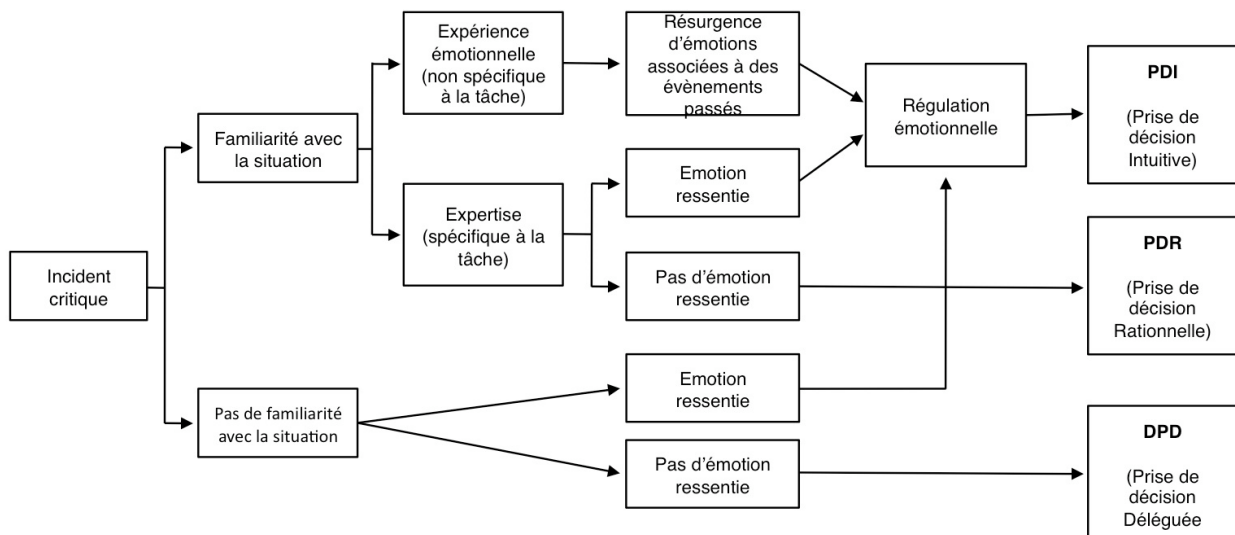 Incident
critique
Familiarité avec
la situation
Pas de familiarité
avec la situation
Expérience
émotionnelle
(non spécifique
à la tâche)
Expertise
(spécifique à la
tâche)
Résurgence
d'émotions
associées à des
évènements
passés
Emotion
ressentie
Pas d'émotion
ressentie
Emotion
ressentie
Pas d'émotion
ressentie
Régulation
émotionnelle
PDI
(Prise de
décision
Intuitive)
PDR
(Prise de
décision
Rationnelle)
DPD
(Prise de
décision
Déléguée